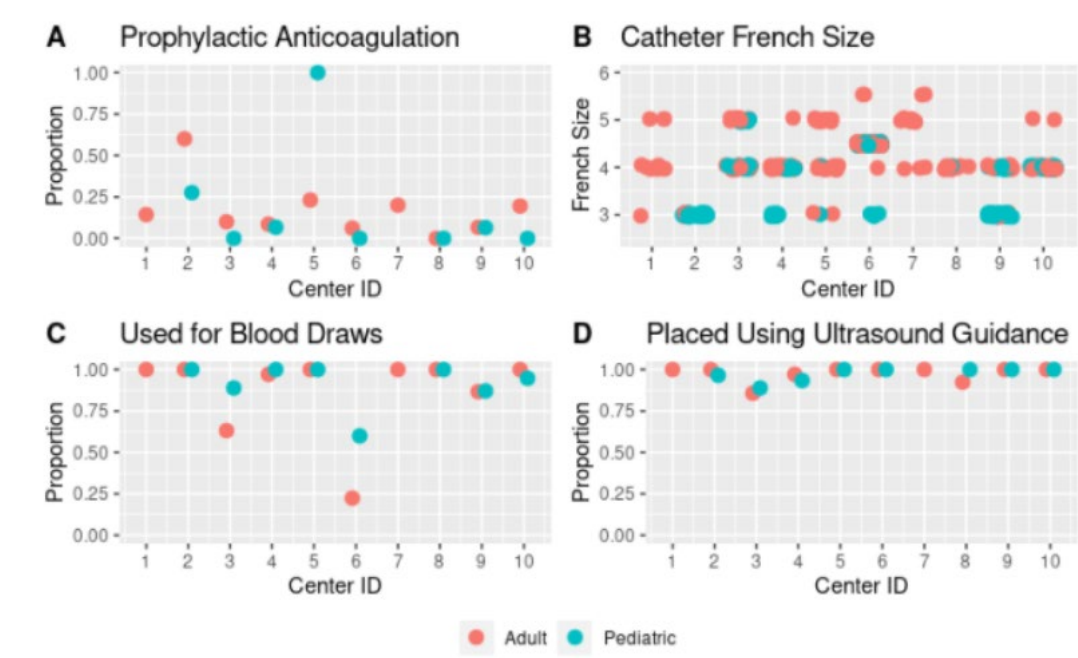 A Prophylactic Anticoagulation
Proportion
1.00
0.75
0.50
0.25
0.00
1 2 3 4 5 6 7 8 9 10
Center ID
B Catheter French Size
French Size
6
5
4
3
1 2 3 4 5 6 7 8 9 10
Center ID
C Used for Blood Draws
Proportion
1.00
0.75
0.50
0.25
0.00
1 2 3 4 5 6 7 8 9 10
Center ID
D Placed Using Ultrasound Guidance
Proportion
1.00
0.75
0.50
0.25
0.00
1 2 3 4 5 6 7 8 9 10
Center ID
Adult Pediatric